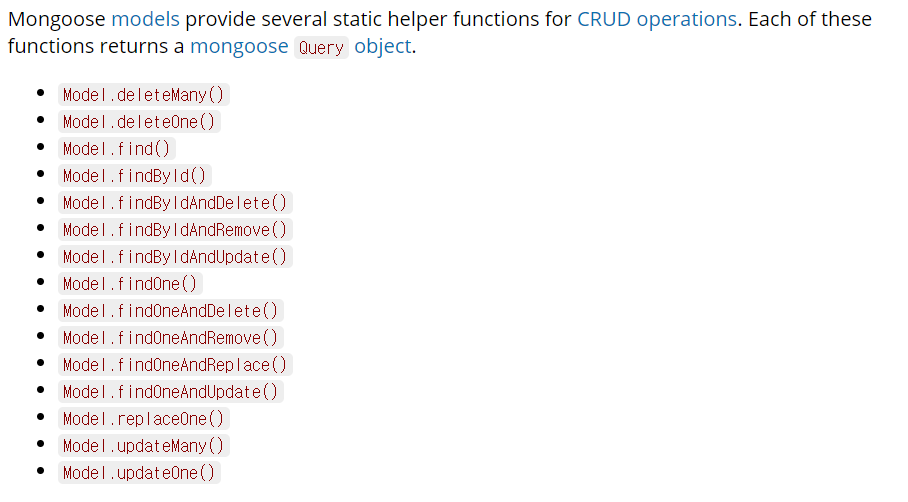 Mongoose models provide several static helper functions for CRUD operations. Each of these
functions returns a mongoose Query object.
Model.deleteMany()
Model.deleteOne()
Model.find()
Model.findById()
Model.findByIdAndDelete()
Model.findByIdAndRemove()
Model.findByIdAndUpdate()
Model.findOne()
Model.findOneAndDelete()
Model.findOneAndRemove()
Model.findOneAndReplace()
Model.findOneAndUpdate()
Model.replaceOne()
Model.updateMany()
Model.updateOne()